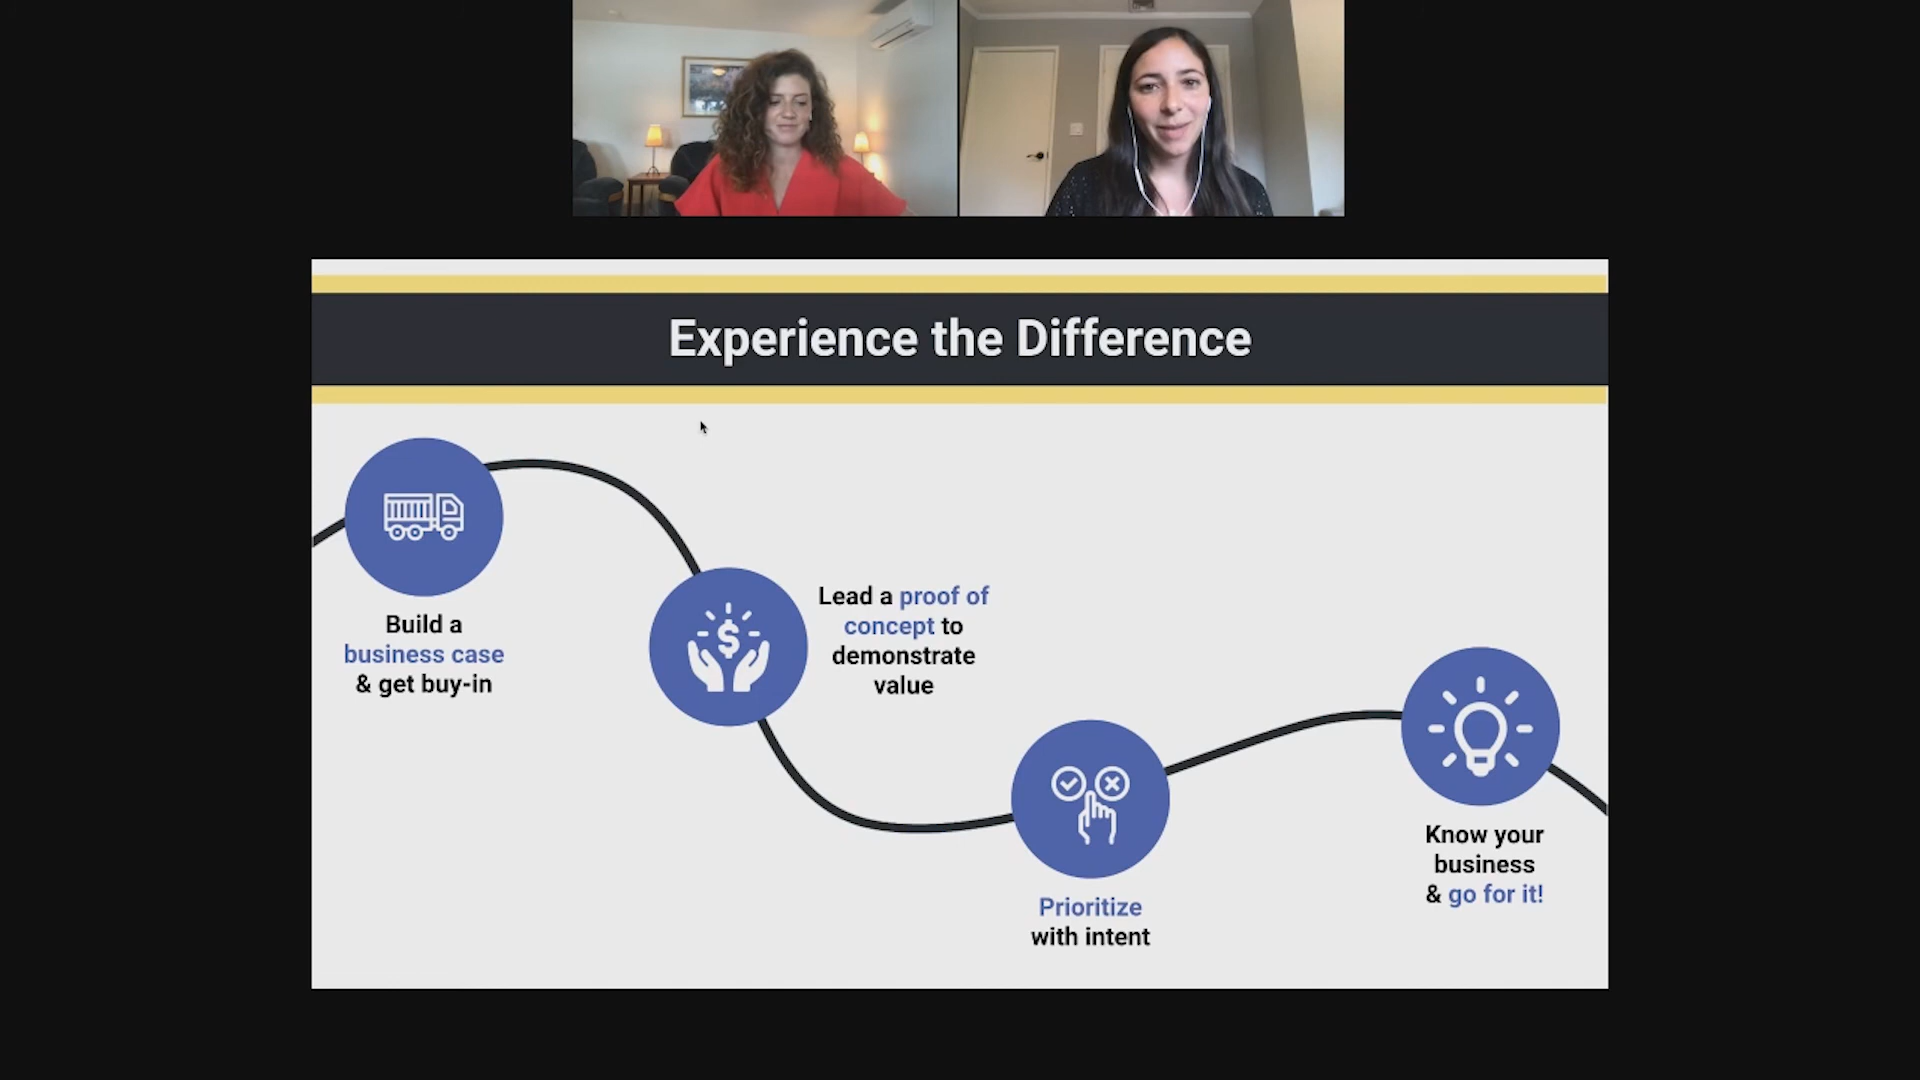 Experience the Difference
Build a
business case
& get buy-in
Lead a proof of
concept to
demonstrate
value
Prioritize
with intent
Know your
business
& go for it!